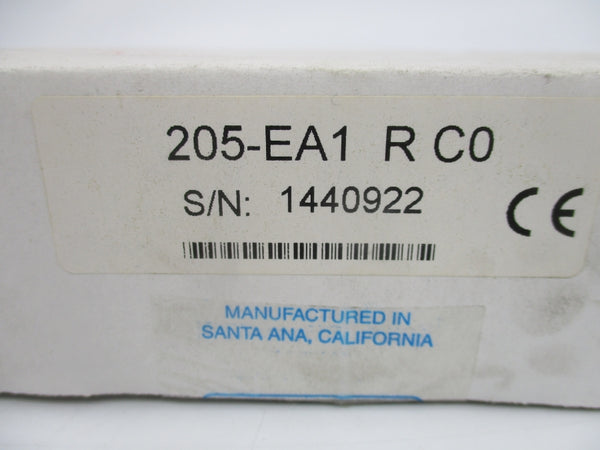 205-EA1 R C0
S/N: 1440922
CE
MANUFACTURED IN
SANTA ANA, CALIFORNIA